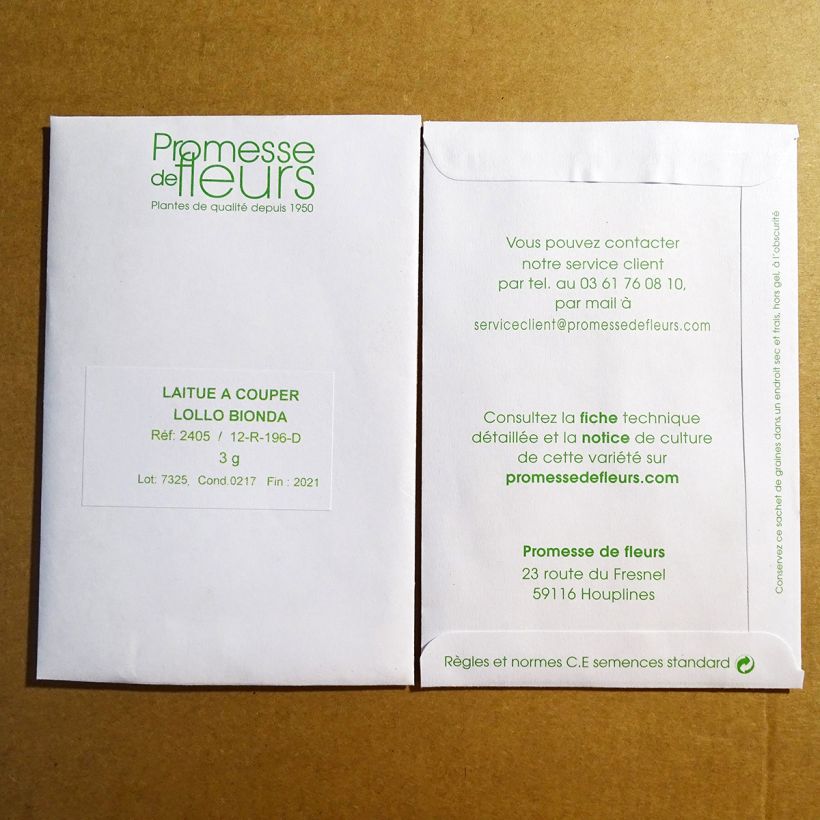 Promesse
de fleurs
Plantes de qualité depuis 1950
LAITUE A COUPER
LOLLO BIONDA
Réf: 2405 / 12-R-196-D
3 g
Lot: 7325, Cond.0217 Fin : 2021
Vous pouvez contacter
notre service client
par tel. au 03 61 76 08 10,
par mail à
serviceclient@promessedefleurs.com
Consultez la fiche technique
détaillée et la notice de culture
de cette variété sur
promessedefleurs.com
Promesse de fleurs
23 route du Fresnel
59116 Houplines
Règles et normes C.E semences standard
Conservez ce sachet de graines dans un endroit sec et frais, hors gel, à l'obscurité